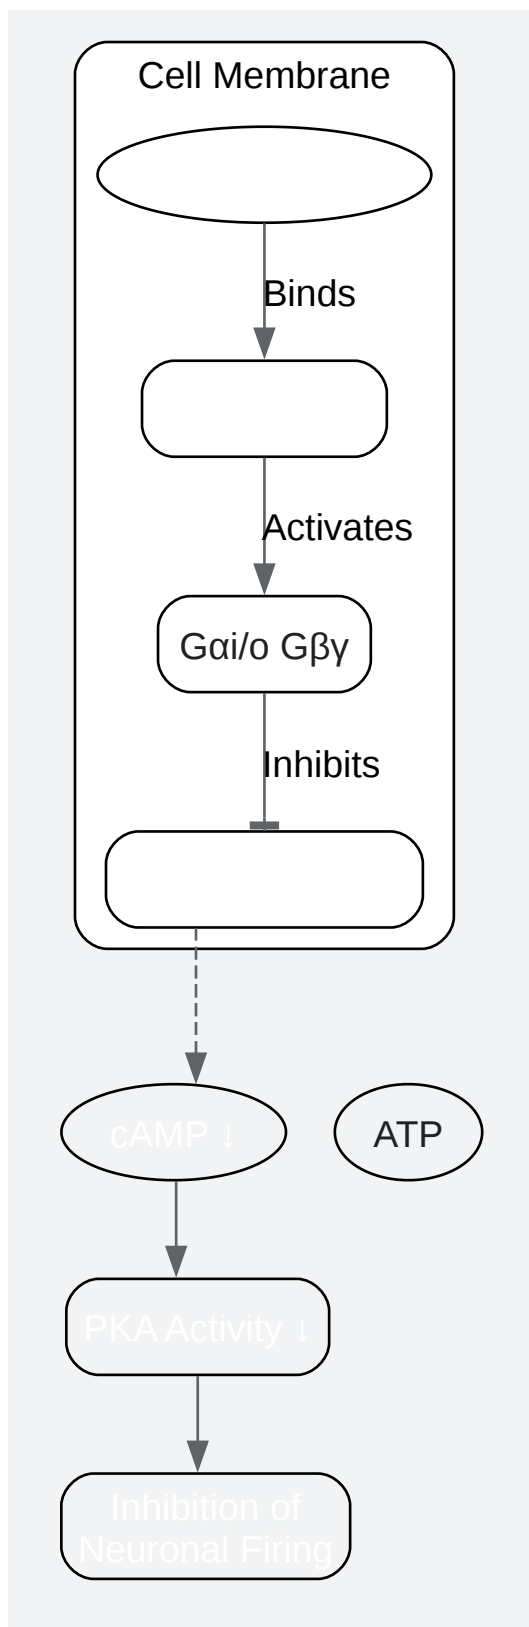 Cell Membrane
Binds
Activates
Gαi/o Gβγ
Inhibits
cAMP ↓
ATP
PKA Activity ↓
Inhibition of
Neuronal Firing